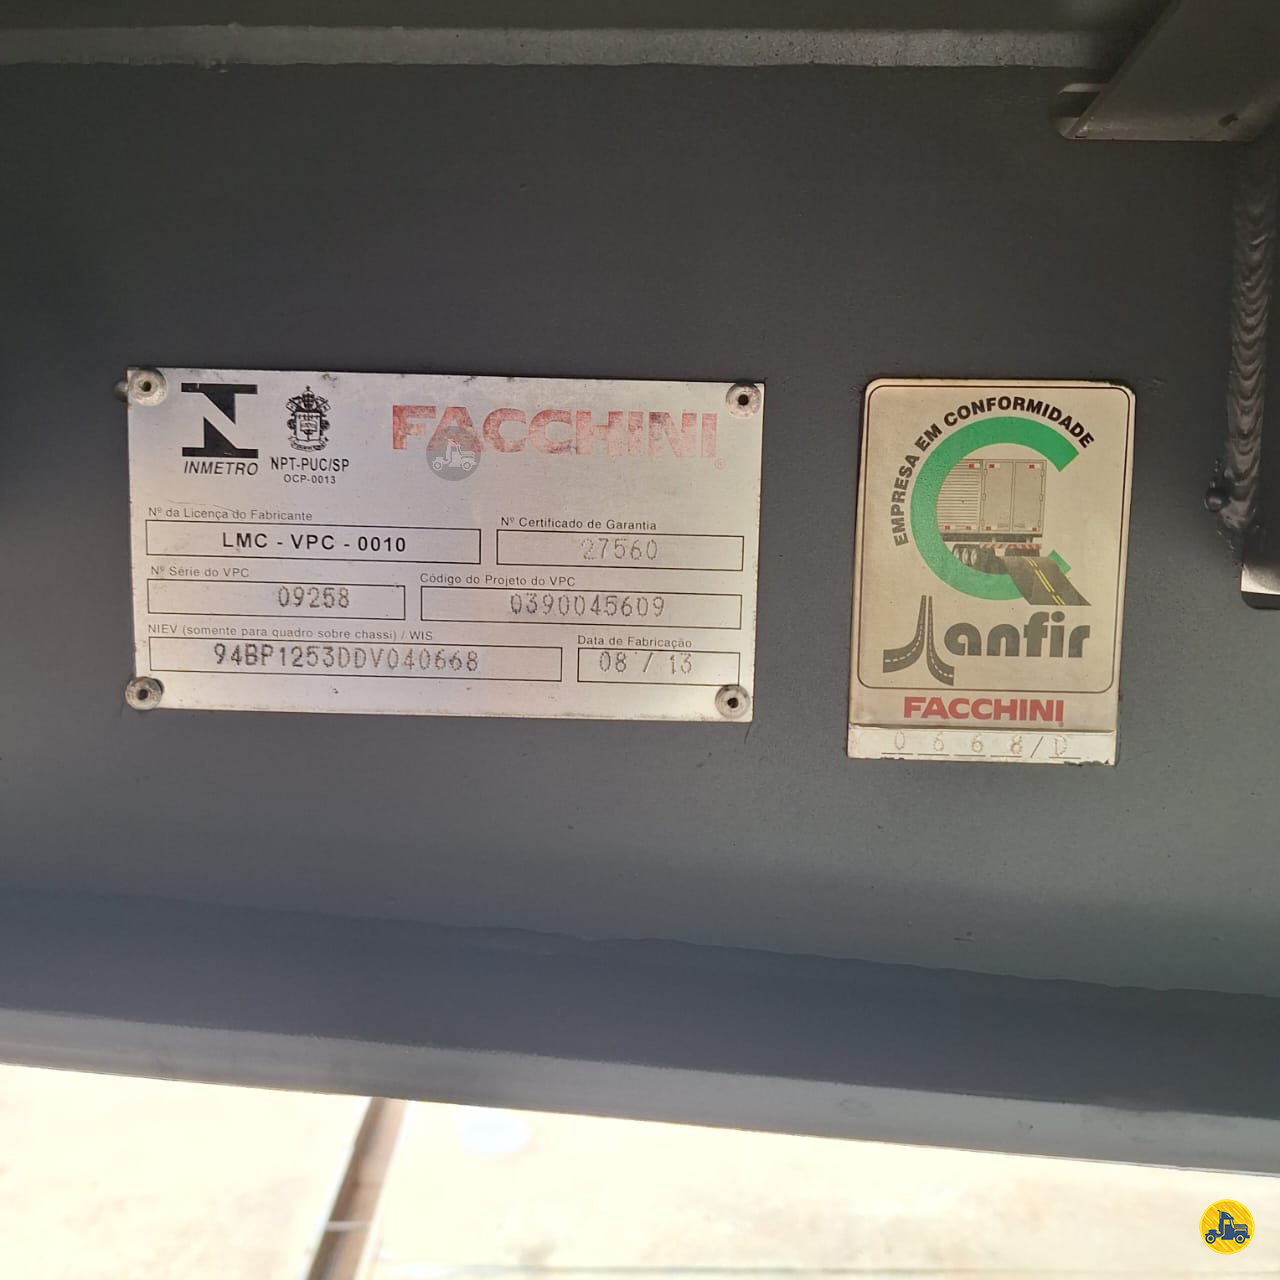 INMETRO
NPT-PUC/SP
OCP-0013
FACCHINI
Nº da Licença do Fabricante
LMC - VPC - 0010
Nº Certificado de Garantia
27560
Nº Série do VPC
09258
Código do Projeto do VPC
0390045609
NIEV (somente para quadro sobre chassi) / WIS
94BP1253DDV040668
Data de Fabricação
08 / 13
EMPRESA EM CONFORMIDADE
anfir
FACCHINI
0668/D